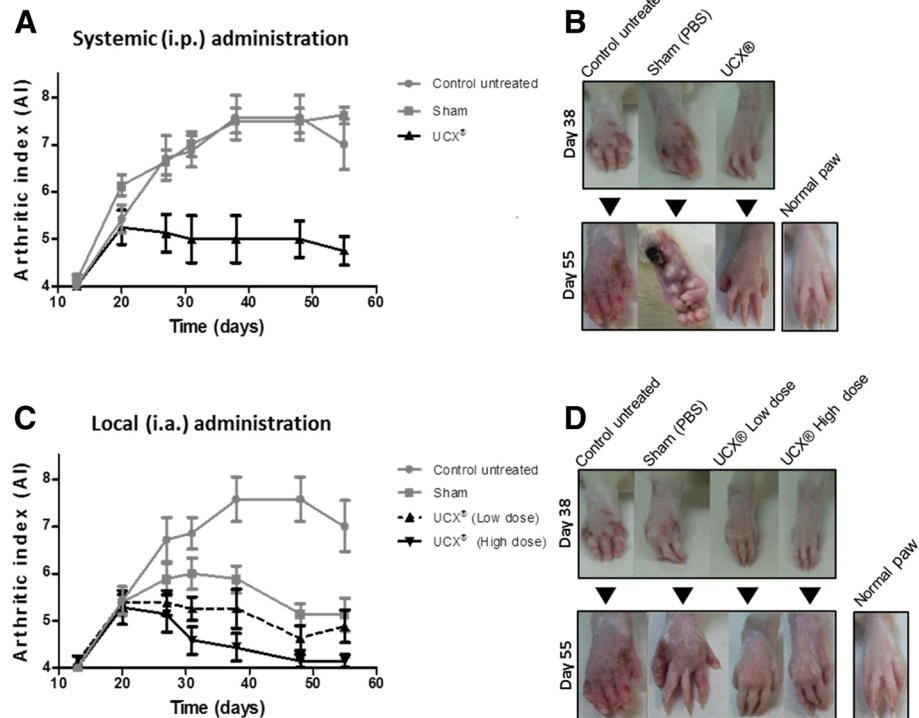 A
Systemic (i.p.) administration
Arthritic index (AI)
8
7
6
5
4
10
20
30
40
50
60
Time (days)
Control untreated
Sham
UCX®
B
Control untreate
Sham (PBS)
UCX®
Day 38
Day 55
Normal paw
C
Local (i.a.) administration
Arthritic index (AI)
8
7
6
5
4
10
20
30
40
50
60
Time (days)
Control untreated
Sham
UCX® (Low dose)
UCX® (High dose)
D
Control untreated
Sham (PBS)
UCX® Low dose
UCX® High dose
Day 38
Day 55
Normal paw